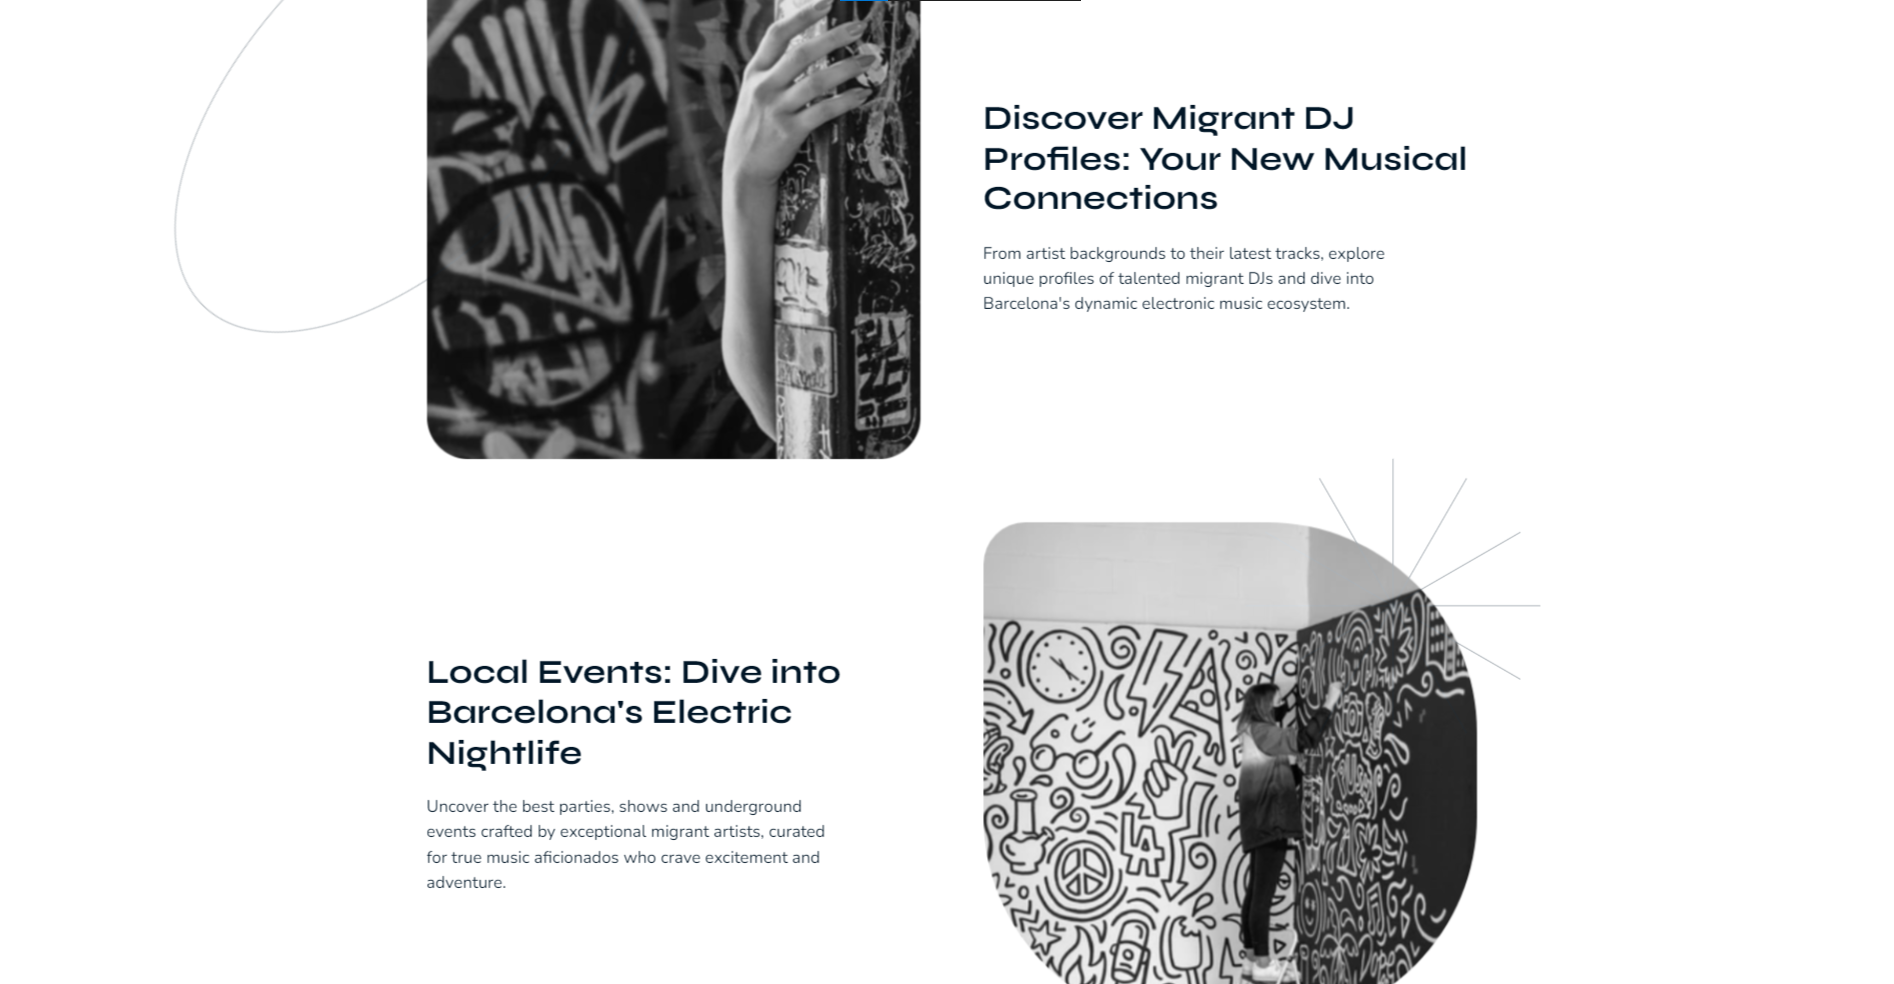 Discover Migrant DJ
Profiles: Your New Musical
Connections
From artist backgrounds to their latest tracks, explore
unique profiles of talented migrant DJs and dive into
Barcelona's dynamic electronic music ecosystem.
Local Events: Dive into
Barcelona's Electric
Nightlife
Uncover the best parties, shows and underground
events crafted by exceptional migrant artists, curated
for true music aficionados who crave excitement and
adventure.
LA